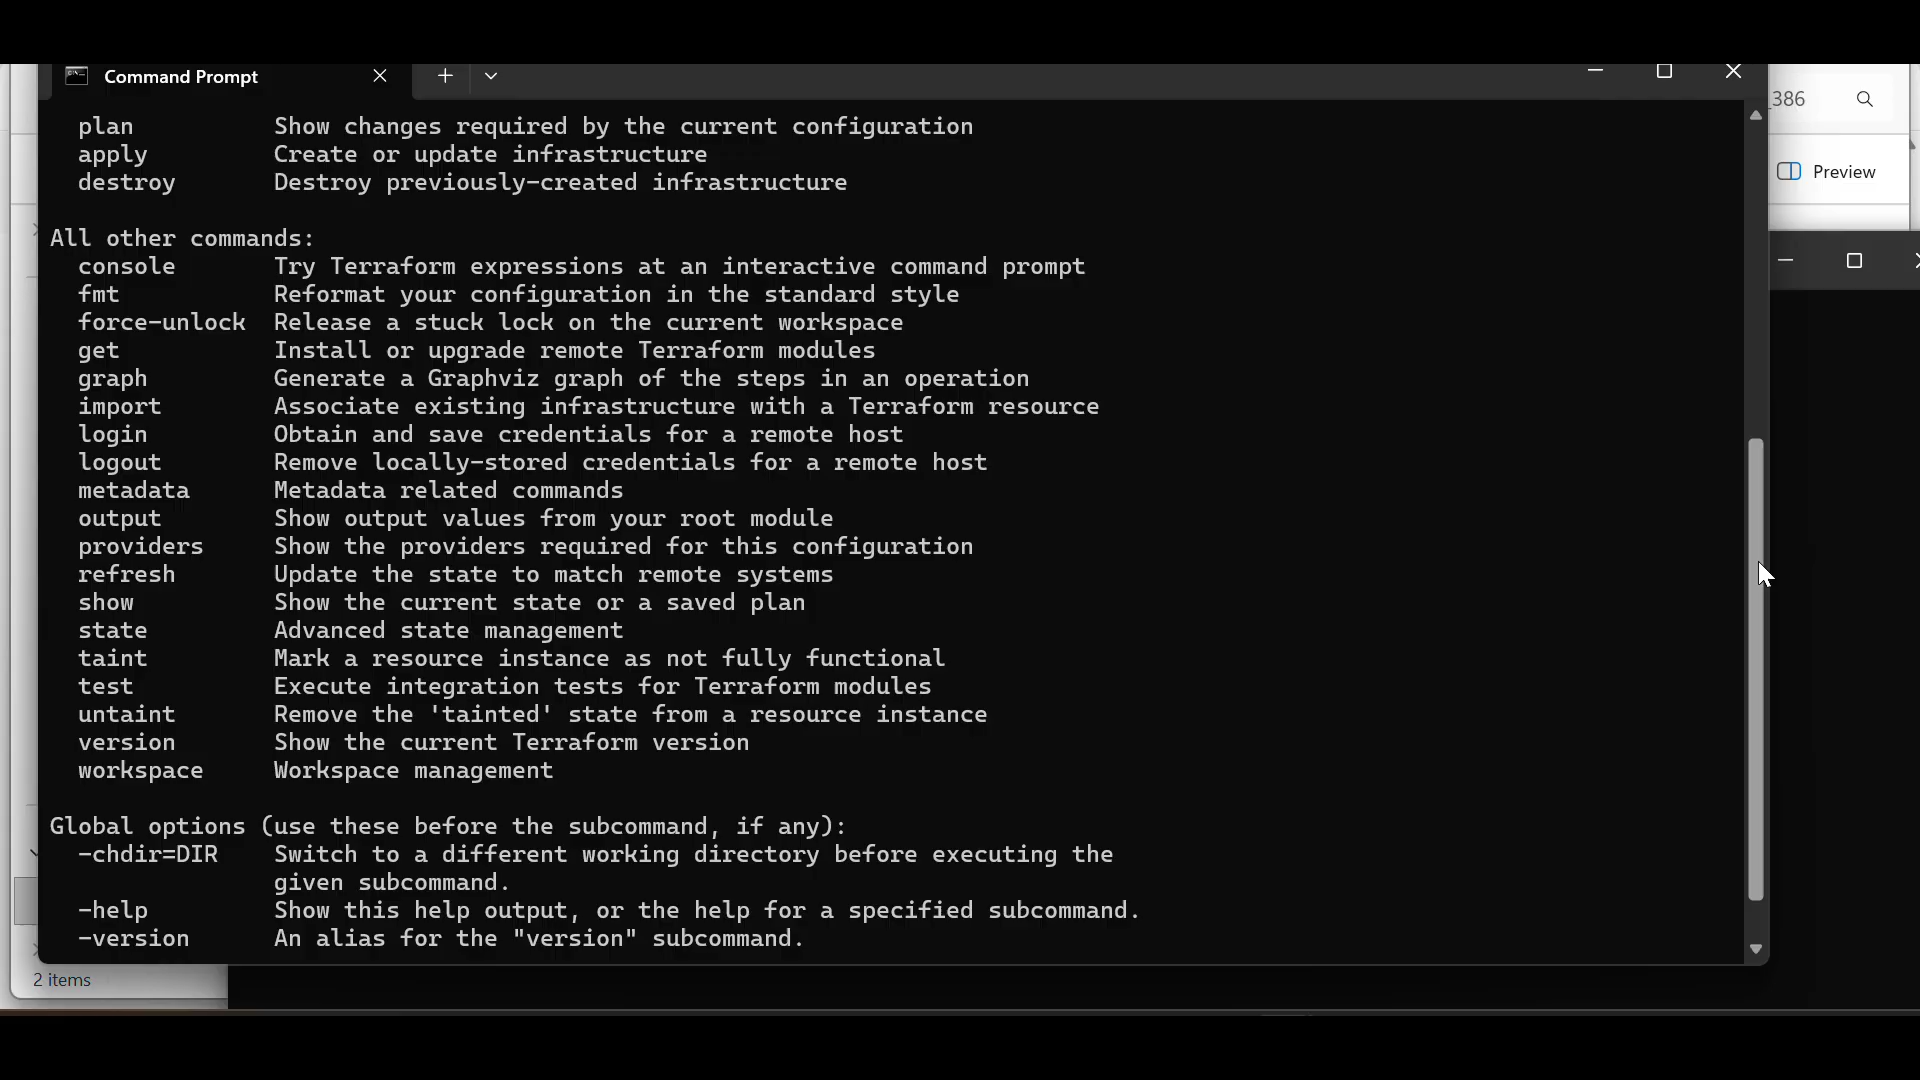 Command Prompt
386
Preview
plan Show changes required by the current configuration
apply Create or update infrastructure
destroy Destroy previously-created infrastructure
All other commands:
console Try Terraform expressions at an interactive command prompt
fmt Reformat your configuration in the standard style
force-unlock Release a stuck lock on the current workspace
get Install or upgrade remote Terraform modules
graph Generate a Graphviz graph of the steps in an operation
import Associate existing infrastructure with a Terraform resource
login Obtain and save credentials for a remote host
logout Remove locally-stored credentials for a remote host
metadata Metadata related commands
output Show output values from your root module
providers Show the providers required for this configuration
refresh Update the state to match remote systems
show Show the current state or a saved plan
state Advanced state management
taint Mark a resource instance as not fully functional
test Execute integration tests for Terraform modules
untaint Remove the 'tainted' state from a resource instance
version Show the current Terraform version
workspace Workspace management
Global options (use these before the subcommand, if any):
-chdir=DIR Switch to a different working directory before executing the
given subcommand.
-help Show this help output, or the help for a specified subcommand.
-version An alias for the "version" subcommand.
2 items